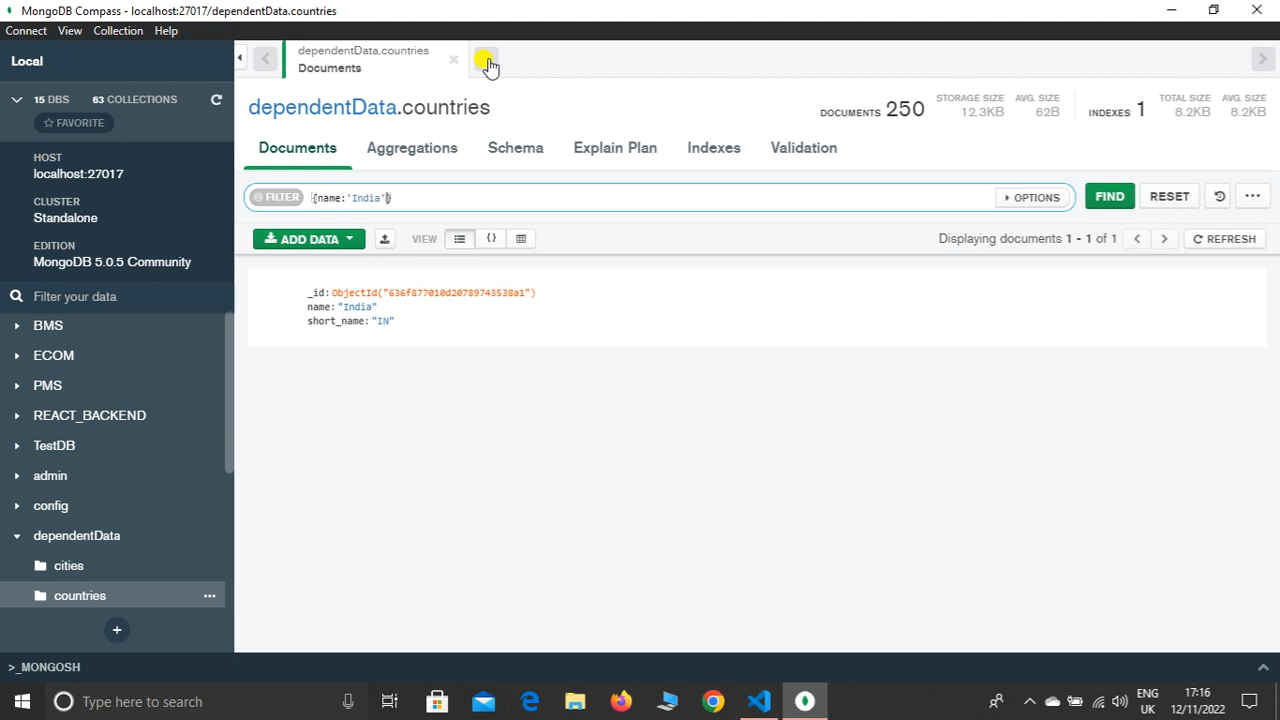 MongoDB Compass - localhost:27017/dependentData.countries
Connect View Collection Help
Local
15 DBS 63 COLLECTIONS
FAVORITE
HOST
localhost:27017
CLUSTER
Standalone
EDITION
MongoDB 5.0.5 Community
Filter your data
BMS
ECOM
PMS
REACT_BACKEND
TestDB
admin
config
dependentData
cities
countries
+
>_MONGOSH
dependentData.countries
Documents
dependentData.countries
DOCUMENTS 250
STORAGE SIZE
12.3KB
AVG. SIZE
62B
INDEXES 1
TOTAL SIZE
8.2KB
AVG. SIZE
8.2KB
Documents Aggregations Schema Explain Plan Indexes Validation
FILTER {name:'India'} OPTIONS FIND RESET
ADD DATA VIEW {} Displaying documents 1 - 1 of 1 REFRESH
_id: ObjectId("636f877010d20789743538a1")
name: "India"
short_name: "IN"
Type here to search
ENG
UK
17:16
12/11/2022